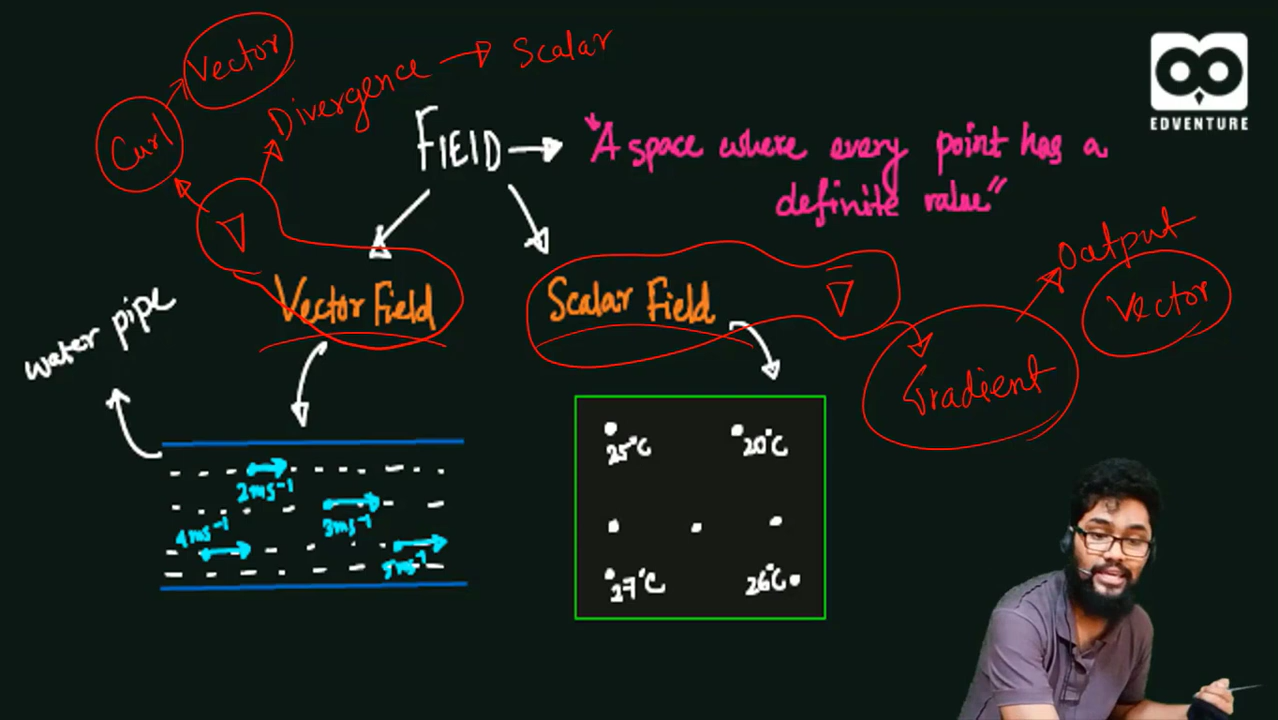 Vector
Divergence → Scalar
Curl
EDVENTURE
FIELD → "A space where every point has a
definite value"
∇
Output
Vector
Vector Field
Scalar Field
∇
water pipe
Gradient
25°C
20°C
2ms⁻¹
3ms⁻¹
4ms⁻¹
5ms⁻¹
27°C
26°C